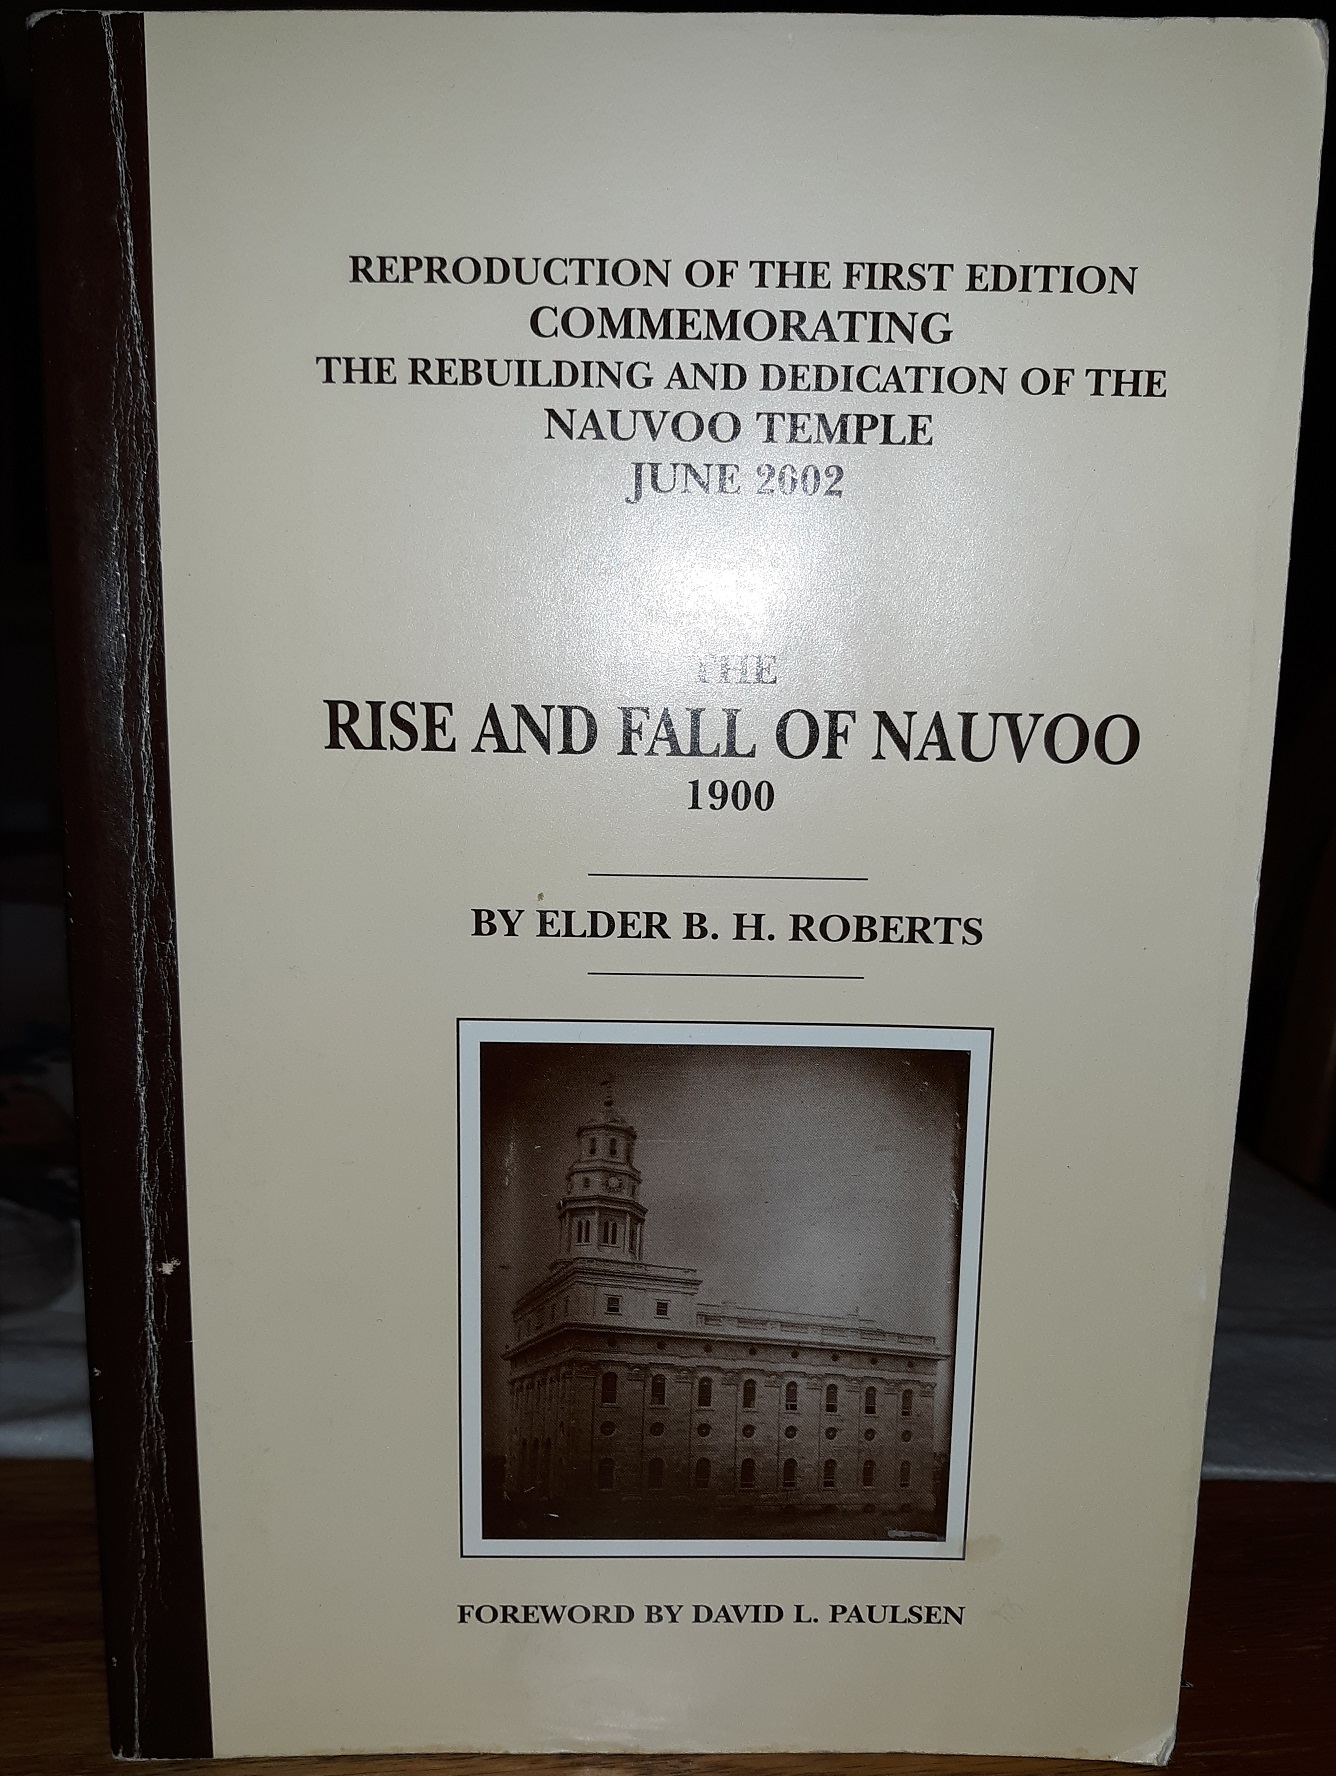 REPRODUCTION OF THE FIRST EDITION
COMMEMORATING
THE REBUILDING AND DEDICATION OF THE
NAUVOO TEMPLE
JUNE 2002
THE
RISE AND FALL OF NAUVOO
1900
BY ELDER B. H. ROBERTS
FOREWORD BY DAVID L. PAULSEN